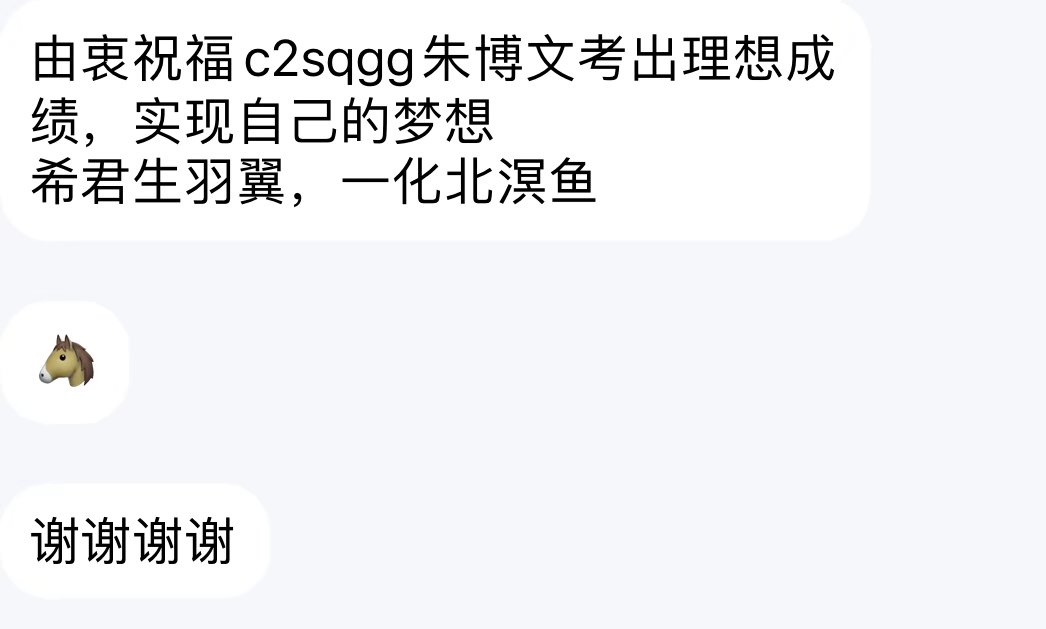 由衷祝福c2sqgg朱博文考出理想成
绩，实现自己的梦想
希君生羽翼，一化北溟鱼
🐴
谢谢谢谢